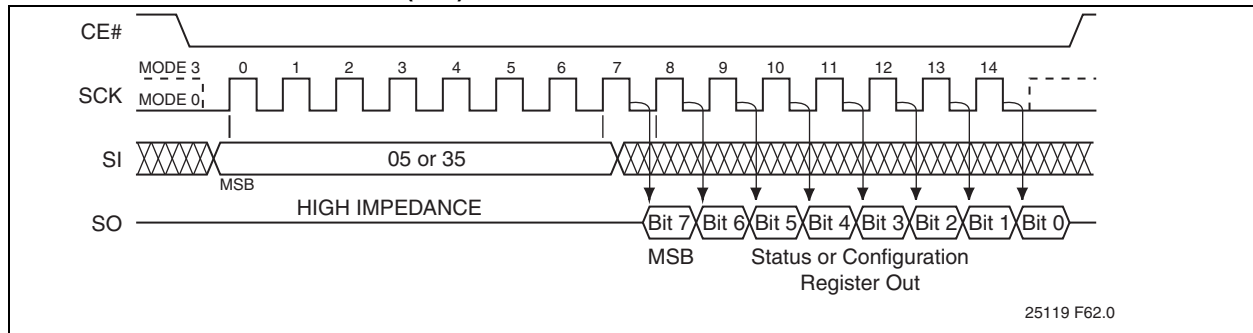 CE#
MODE 3 0 1 2 3 4 5 6 7 8 9 10 11 12 13 14
SCK
MODE 0
SI 05 or 35
MSB
HIGH IMPEDANCE
SO Bit 7 Bit 6 Bit 5 Bit 4 Bit 3 Bit 2 Bit 1 Bit 0
MSB Status or Configuration
Register Out
25119 F62.0